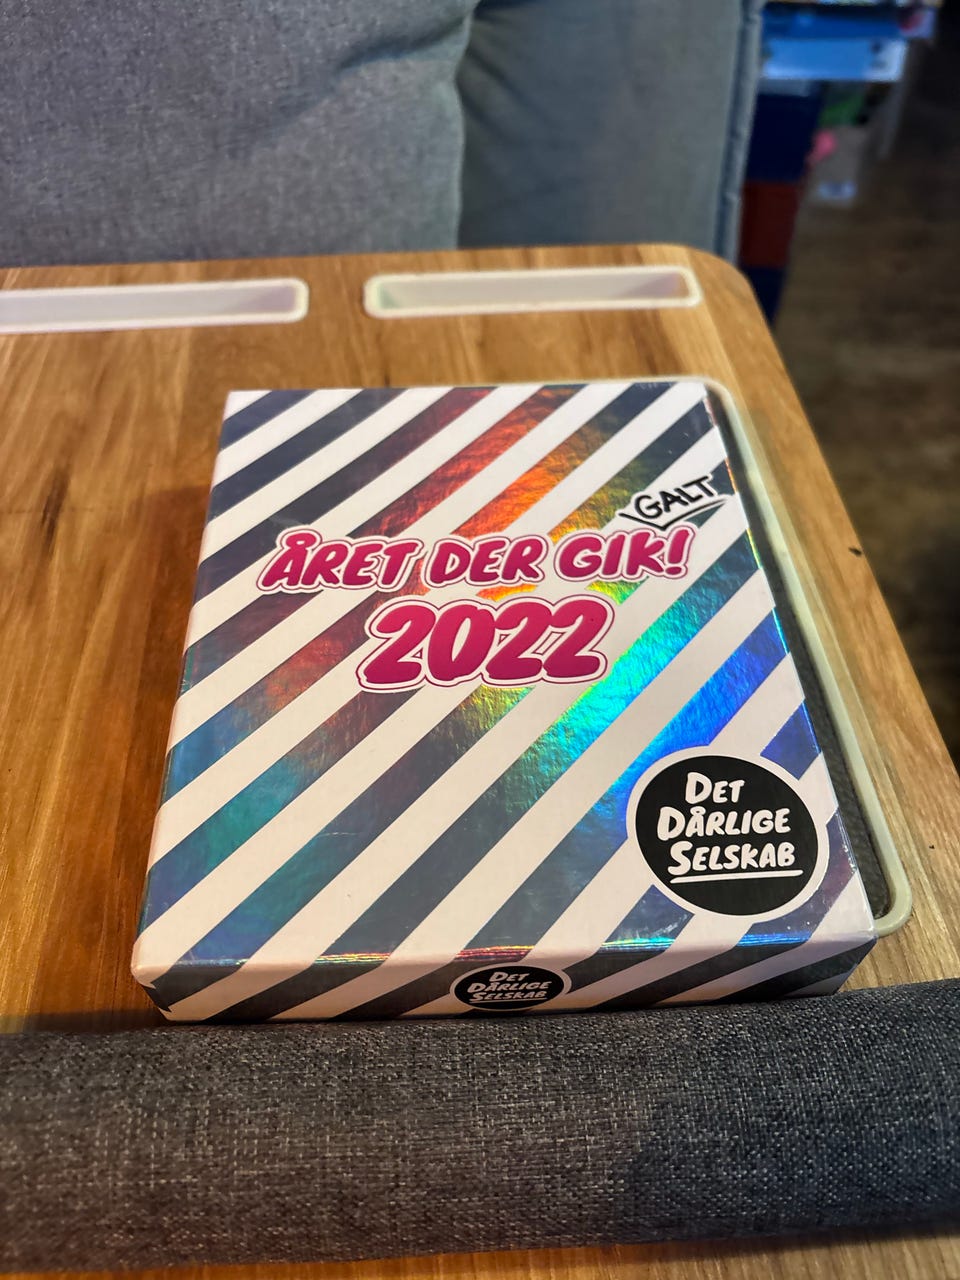 ÅRET DER GIK!
GALT
2022
DET
DÅRLIGE
SELSKAB
DET
DÅRLIGE
SELSKAB